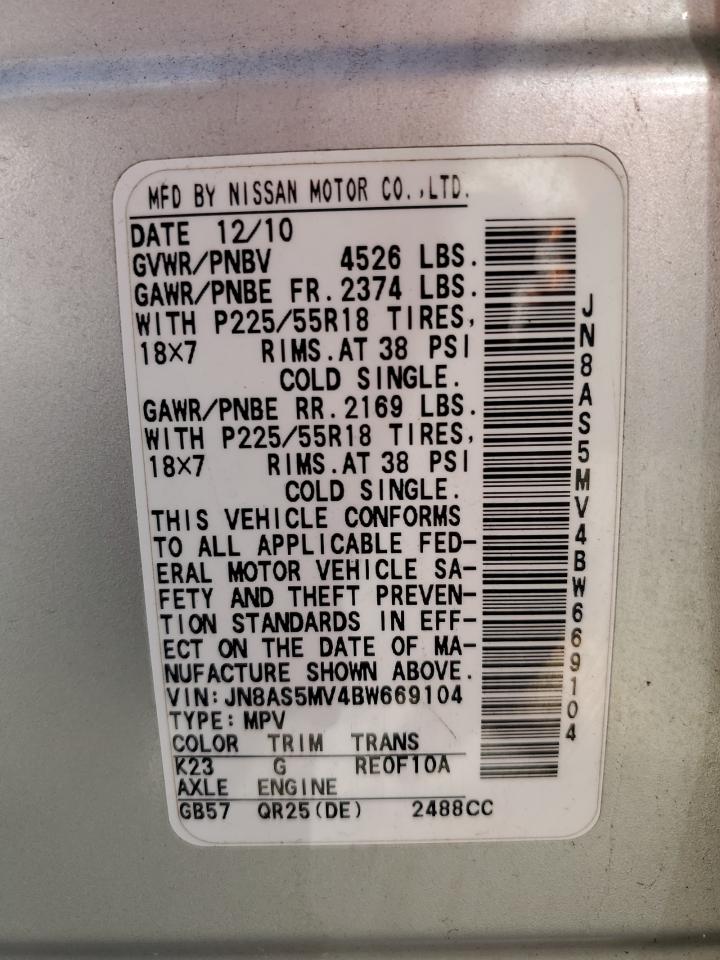 MFD BY NISSAN MOTOR CO.,LTD.
DATE 12/10
GVWR/PNBV 4526 LBS.
GAWR/PNBE FR.2374 LBS.
WITH P225/55R18 TIRES,
18×7 RIMS.AT 38 PSI
COLD SINGLE.
GAWR/PNBE RR.2169 LBS.
WITH P225/55R18 TIRES,
18×7 RIMS.AT 38 PSI
COLD SINGLE.
THIS VEHICLE CONFORMS
TO ALL APPLICABLE FED-
ERAL MOTOR VEHICLE SA-
FETY AND THEFT PREVEN-
TION STANDARDS IN EFF-
ECT ON THE DATE OF MA-
NUFACTURE SHOWN ABOVE.
VIN:JN8AS5MV4BW669104
TYPE:MPV
COLOR TRIM TRANS
K23 G RE0F10A
AXLE ENGINE
GB57 QR25(DE) 2488CC
JN8AS5MV4BW669104